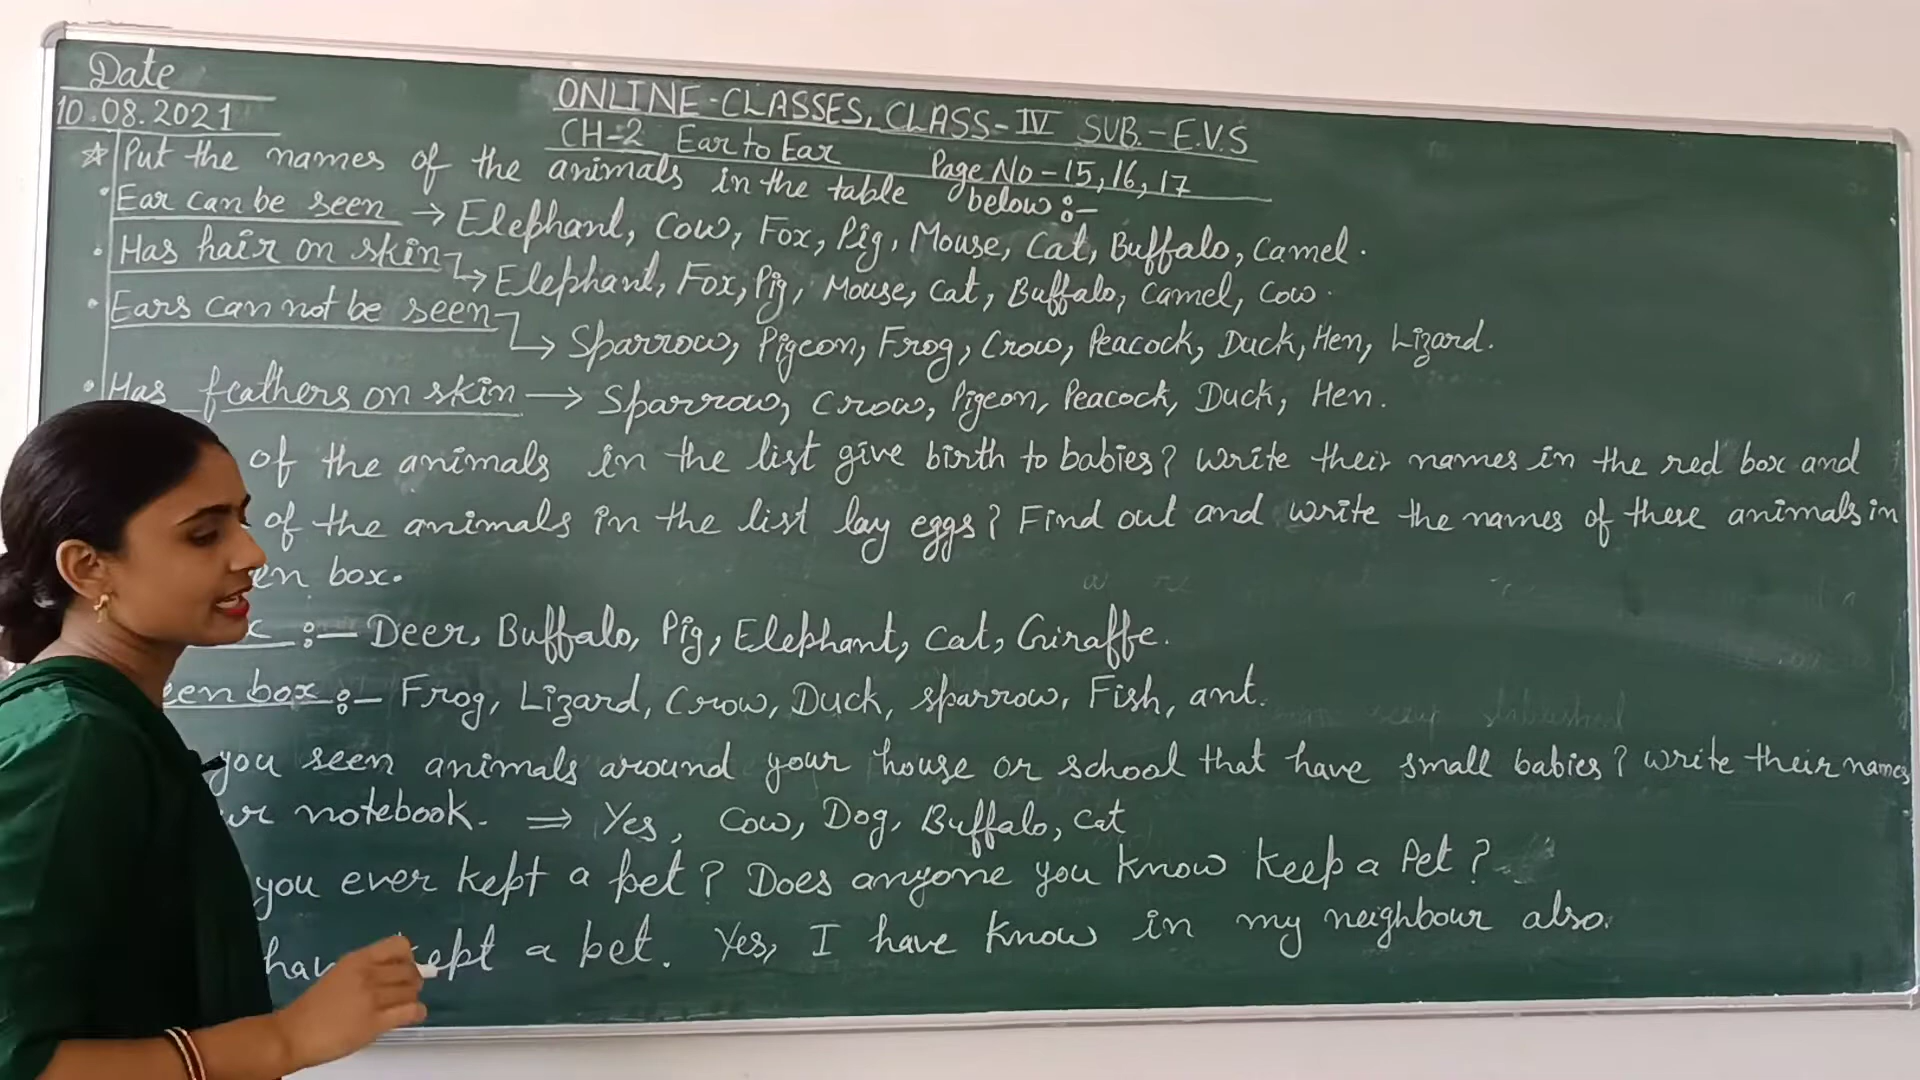 Date
10.08.2021
ONLINE-CLASSES, CLASS-IV SUB.-E.V.S
CH-2 Ear to Ear Page No-15,16,17
☆ Put the names of the animals in the table below:-
• Ear can be seen → Elephant, Cow, Fox, Pig, Mouse, Cat, Buffalo, Camel.
• Has hair on skin
→ Elephant, Fox, Pig, Mouse, Cat, Buffalo, Camel, Cow.
• Ears can not be seen
→ Sparrow, Pigeon, Frog, Crow, Peacock, Duck, Hen, Lizard.
• Has feathers on skin → Sparrow, Crow, Pigeon, Peacock, Duck, Hen.
of the animals in the list give birth to babies? Write their names in the red box and
of the animals in the list lay eggs? Find out and write the names of these animals in
en box.
:- Deer, Buffalo, Pig, Elephant, Cat, Giraffe.
een box:- Frog, Lizard, Crow, Duck, sparrow, Fish, ant.
you seen animals around your house or school that have small babies? Write their names
ur notebook. ⇒ Yes, Cow, Dog, Buffalo, Cat
you ever kept a pet? Does anyone you know keep a Pet?
have kept a pet. Yes, I have know in my neighbour also.